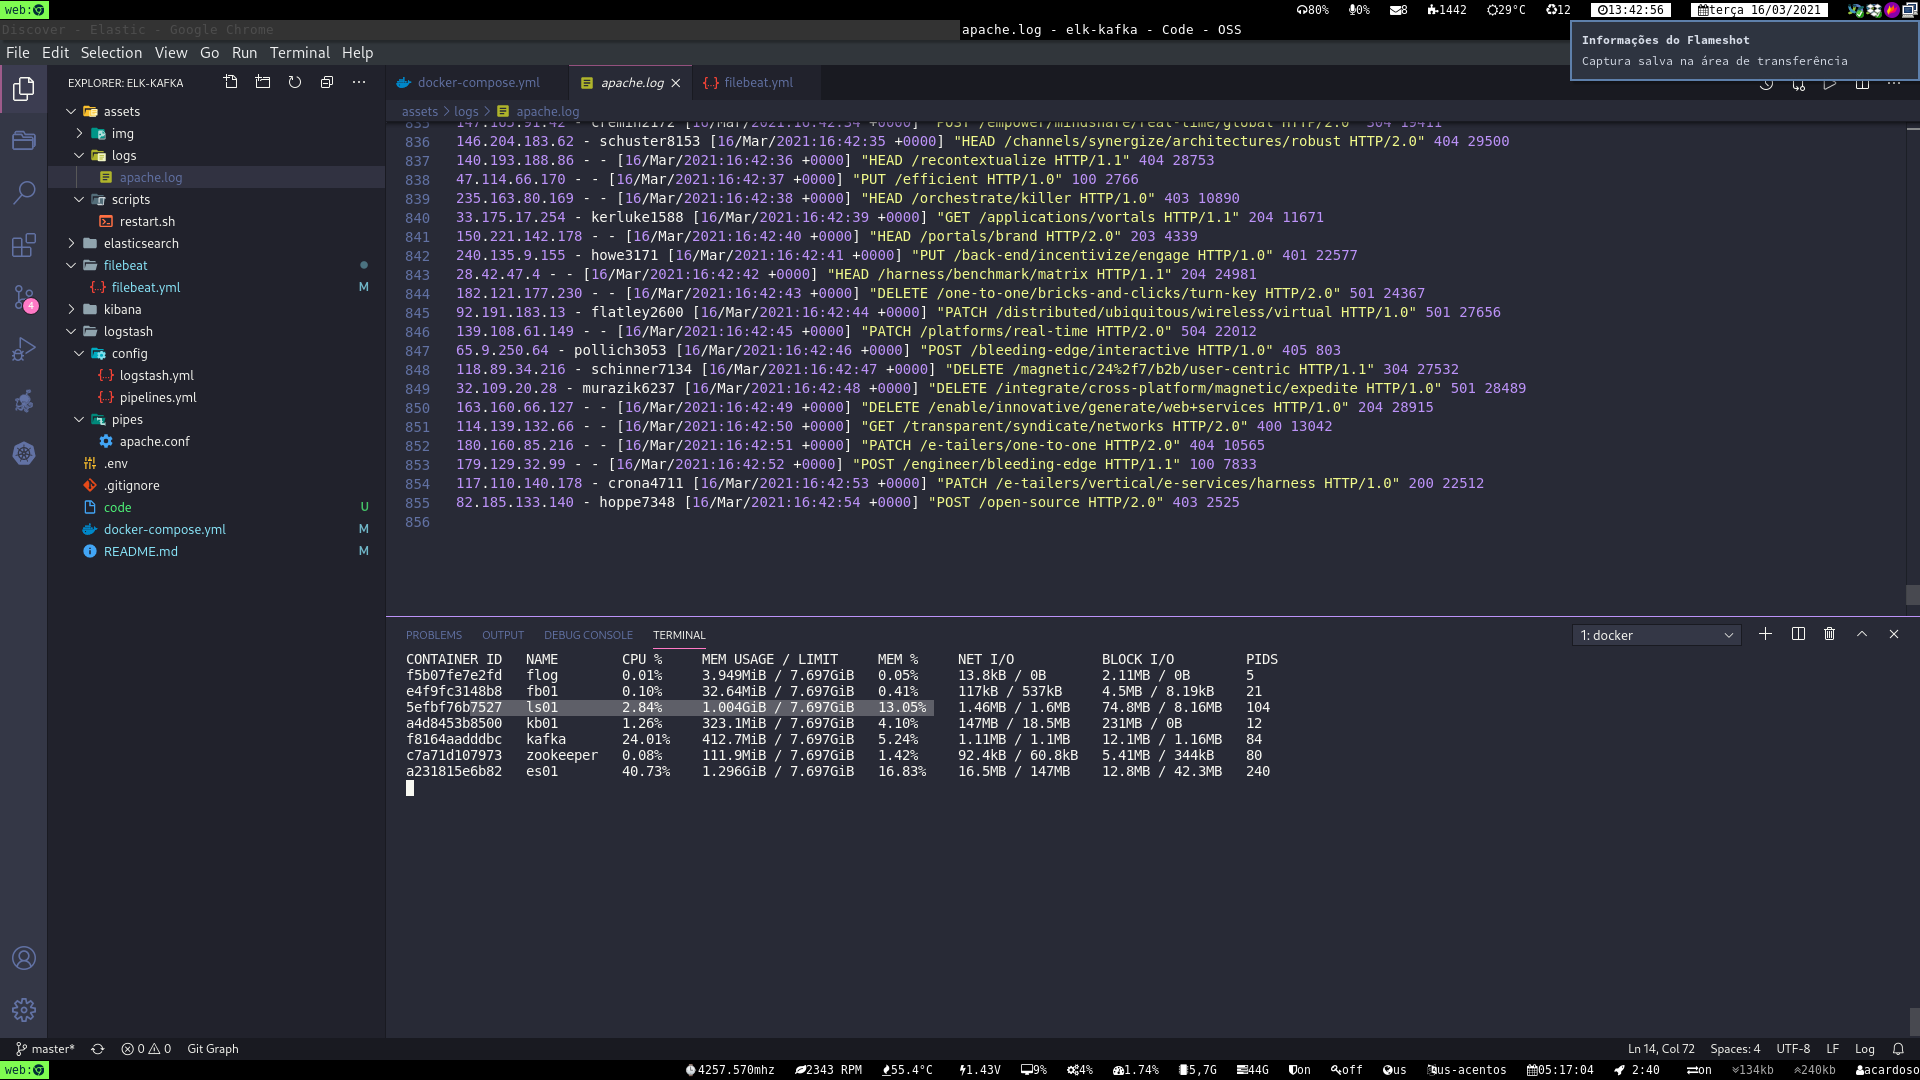 web:
80% 0% 8 1442 29°C 12 13:42:56 terça 16/03/2021
Discover - Elastic - Google Chrome
apache.log - elk-kafka - Code - OSS
Informações do Flameshot
Captura salva na área de transferência
File Edit Selection View Go Run Terminal Help
EXPLORER: ELK-KAFKA
docker-compose.yml apache.log filebeat.yml
assets > logs > apache.log
assets
img
logs
apache.log
scripts
restart.sh
elasticsearch
filebeat
filebeat.yml M
kibana
logstash
config
logstash.yml
pipelines.yml
pipes
apache.conf
.env
.gitignore
code U
docker-compose.yml M
README.md M
4
835 147.165.91.42 - cremin2172 [16/Mar/2021:16:42:34 +0000] "POST /empower/mindshare/real-time/global HTTP/2.0" 304 19411
836 146.204.183.62 - schuster8153 [16/Mar/2021:16:42:35 +0000] "HEAD /channels/synergize/architectures/robust HTTP/2.0" 404 29500
837 140.193.188.86 - - [16/Mar/2021:16:42:36 +0000] "HEAD /recontextualize HTTP/1.1" 404 28753
838 47.114.66.170 - - [16/Mar/2021:16:42:37 +0000] "PUT /efficient HTTP/1.0" 100 2766
839 235.163.80.169 - - [16/Mar/2021:16:42:38 +0000] "HEAD /orchestrate/killer HTTP/1.0" 403 10890
840 33.175.17.254 - kerluke1588 [16/Mar/2021:16:42:39 +0000] "GET /applications/vortals HTTP/1.1" 204 11671
841 150.221.142.178 - - [16/Mar/2021:16:42:40 +0000] "HEAD /portals/brand HTTP/2.0" 203 4339
842 240.135.9.155 - howe3171 [16/Mar/2021:16:42:41 +0000] "PUT /back-end/incentivize/engage HTTP/1.0" 401 22577
843 28.42.47.4 - - [16/Mar/2021:16:42:42 +0000] "HEAD /harness/benchmark/matrix HTTP/1.1" 204 24981
844 182.121.177.230 - - [16/Mar/2021:16:42:43 +0000] "DELETE /one-to-one/bricks-and-clicks/turn-key HTTP/2.0" 501 24367
845 92.191.183.13 - flatley2600 [16/Mar/2021:16:42:44 +0000] "PATCH /distributed/ubiquitous/wireless/virtual HTTP/1.0" 501 27656
846 139.108.61.149 - - [16/Mar/2021:16:42:45 +0000] "PATCH /platforms/real-time HTTP/2.0" 504 22012
847 65.9.250.64 - pollich3053 [16/Mar/2021:16:42:46 +0000] "POST /bleeding-edge/interactive HTTP/1.0" 405 803
848 118.89.34.216 - schinner7134 [16/Mar/2021:16:42:47 +0000] "DELETE /magnetic/24%2f7/b2b/user-centric HTTP/1.1" 304 27532
849 32.109.20.28 - murazik6237 [16/Mar/2021:16:42:48 +0000] "DELETE /integrate/cross-platform/magnetic/expedite HTTP/1.0" 501 28489
850 163.160.66.127 - - [16/Mar/2021:16:42:49 +0000] "DELETE /enable/innovative/generate/web+services HTTP/1.0" 204 28915
851 114.139.132.66 - - [16/Mar/2021:16:42:50 +0000] "GET /transparent/syndicate/networks HTTP/2.0" 400 13042
852 180.160.85.216 - - [16/Mar/2021:16:42:51 +0000] "PATCH /e-tailers/one-to-one HTTP/2.0" 404 10565
853 179.129.32.99 - - [16/Mar/2021:16:42:52 +0000] "POST /engineer/bleeding-edge HTTP/1.1" 100 7833
854 117.110.140.178 - crona4711 [16/Mar/2021:16:42:53 +0000] "PATCH /e-tailers/vertical/e-services/harness HTTP/1.0" 200 22512
855 82.185.133.140 - hoppe7348 [16/Mar/2021:16:42:54 +0000] "POST /open-source HTTP/2.0" 403 2525
856
PROBLEMS OUTPUT DEBUG CONSOLE TERMINAL 1: docker
CONTAINER ID NAME CPU % MEM USAGE / LIMIT MEM % NET I/O BLOCK I/O PIDS
f5b07fe7e2fd flog 0.01% 3.949MiB / 7.697GiB 0.05% 13.8kB / 0B 2.11MB / 0B 5
e4f9fc3148b8 fb01 0.10% 32.64MiB / 7.697GiB 0.41% 117kB / 537kB 4.5MB / 8.19kB 21
5efbf76b7527 ls01 2.84% 1.004GiB / 7.697GiB 13.05% 1.46MB / 1.6MB 74.8MB / 8.16MB 104
a4d8453b8500 kb01 1.26% 323.1MiB / 7.697GiB 4.10% 147MB / 18.5MB 231MB / 0B 12
f8164aadddbc kafka 24.01% 412.7MiB / 7.697GiB 5.24% 1.11MB / 1.1MB 12.1MB / 1.16MB 84
c7a71d107973 zookeeper 0.08% 111.9MiB / 7.697GiB 1.42% 92.4kB / 60.8kB 5.41MB / 344kB 80
a231815e6b82 es01 40.73% 1.296GiB / 7.697GiB 16.83% 16.5MB / 147MB 12.8MB / 42.3MB 240
master* 0 0 Git Graph Ln 14, Col 72 Spaces: 4 UTF-8 LF Log
web:
4257.570mhz 2343 RPM 55.4°C 1.43V 9% 4% 1.74% 5,7G 44G on off us us-acentos 05:17:04 2:40 on 134kb 240kb acardoso